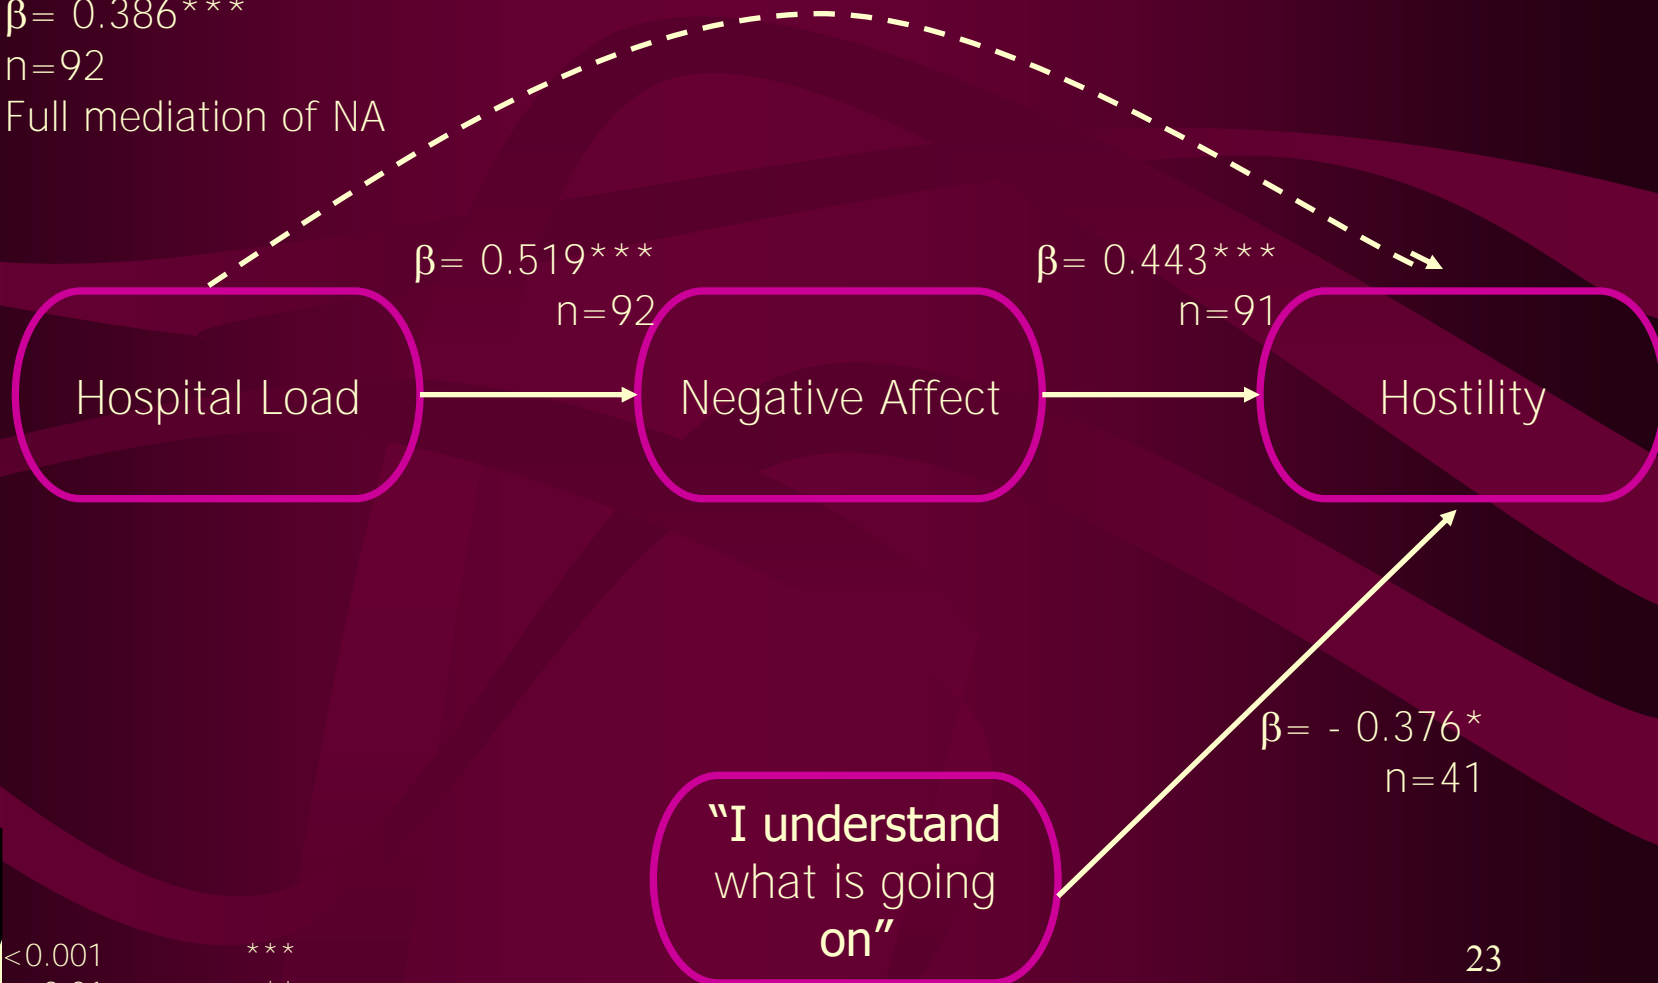 β= 0.386***
n=92
Full mediation of NA
β= 0.519***
n=92
β= 0.443***
n=91
Hospital Load
Negative Affect
Hostility
β= - 0.376*
n=41
“I understand
what is going
on”
<0.001 ***
23